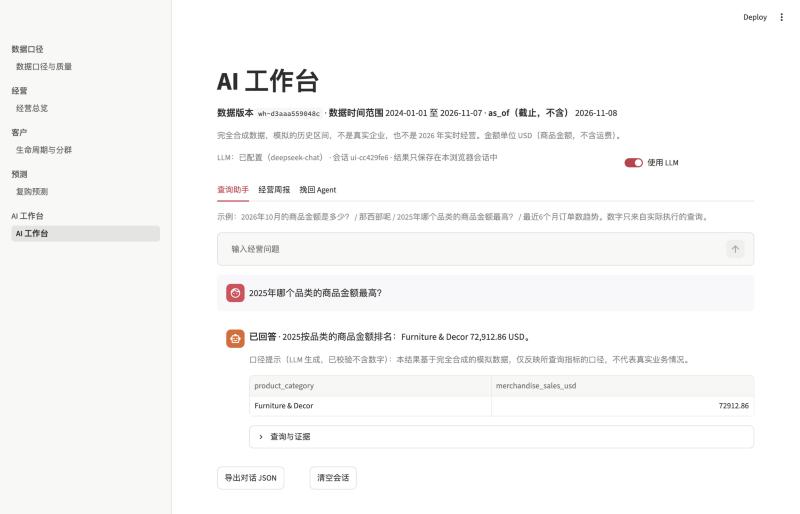 Deploy
数据口径
数据口径与质量
经营
经营总览
客户
生命周期与分群
预测
复购预测
AI 工作台
AI 工作台
AI 工作台
数据版本 wh-d3aaa559048c · 数据时间范围 2024-01-01 至 2026-11-07 · as_of（截止，不含） 2026-11-08
完全合成数据，模拟的历史区间，不是真实企业，也不是 2026 年实时经营。金额单位 USD（商品金额，不含运费）。
LLM：已配置（deepseek-chat） · 会话 ui-cc429fe6 · 结果只保存在本浏览器会话中
使用 LLM
查询助手 经营周报 挽回 Agent
示例：2026年10月的商品金额是多少？ / 那西部呢 / 2025年哪个品类的商品金额最高？ / 最近6个月订单数趋势。数字只来自实际执行的查询。
输入经营问题
2025年哪个品类的商品金额最高?
已回答 · 2025按品类的商品金额排名：Furniture & Decor 72,912.86 USD。
口径提示（LLM 生成，已校验不含数字）：本结果基于完全合成的模拟数据，仅反映所查询指标的口径，不代表真实业务情况。
product_category merchandise_sales_usd
Furniture & Decor 72912.86
查询与证据
导出对话 JSON 清空会话